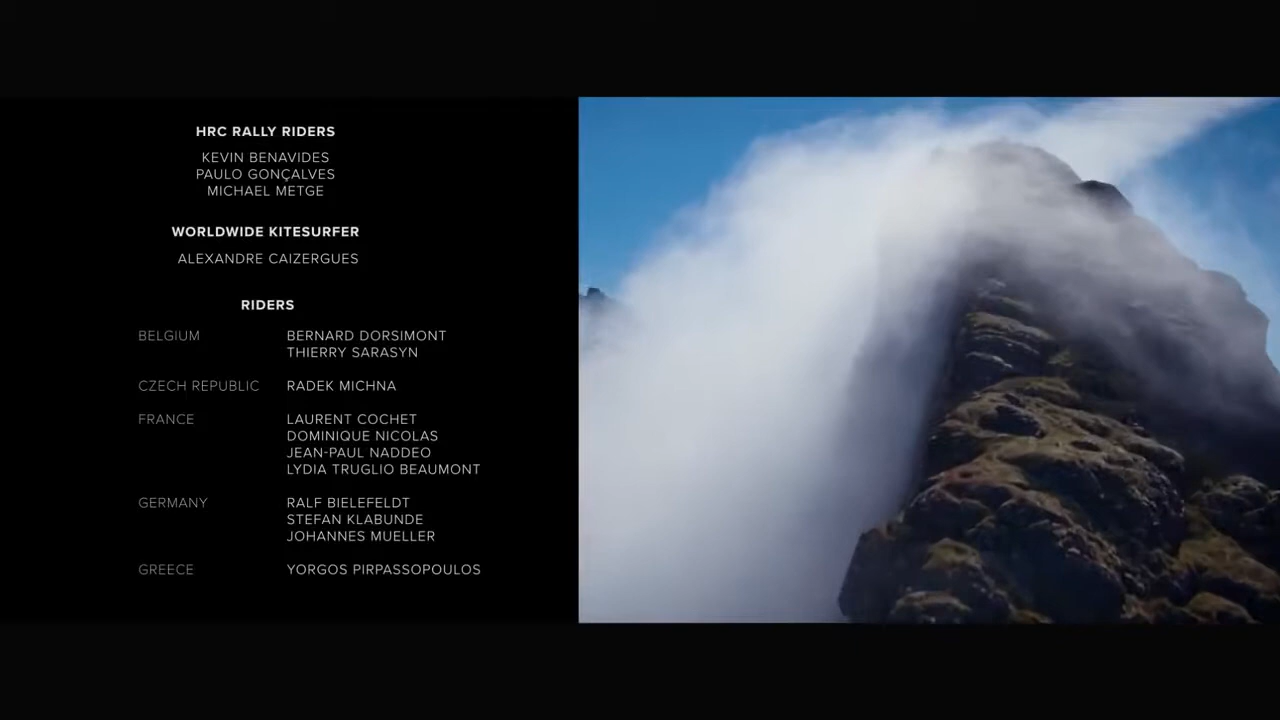 HRC RALLY RIDERS
KEVIN BENAVIDES
PAULO GONÇALVES
MICHAEL METGE
WORLDWIDE KITESURFER
ALEXANDRE CAIZERGUES
RIDERS
BELGIUM BERNARD DORSIMONT
THIERRY SARASYN
CZECH REPUBLIC RADEK MICHNA
FRANCE LAURENT COCHET
DOMINIQUE NICOLAS
JEAN-PAUL NADDEO
LYDIA TRUGLIO BEAUMONT
GERMANY RALF BIELEFELDT
STEFAN KLABUNDE
JOHANNES MUELLER
GREECE YORGOS PIRPASSOPOULOS